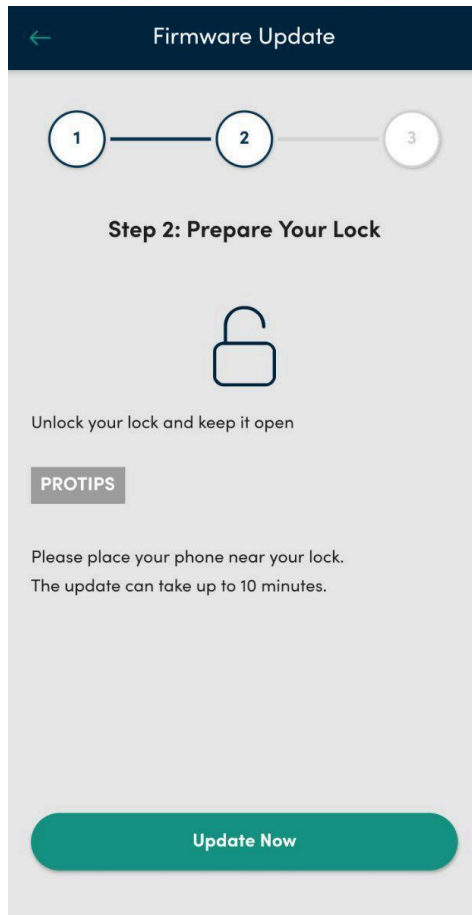 Firmware Update
1 2 3
Step 2: Prepare Your Lock
Unlock your lock and keep it open
PROTIPS
Please place your phone near your lock.
The update can take up to 10 minutes.
Update Now